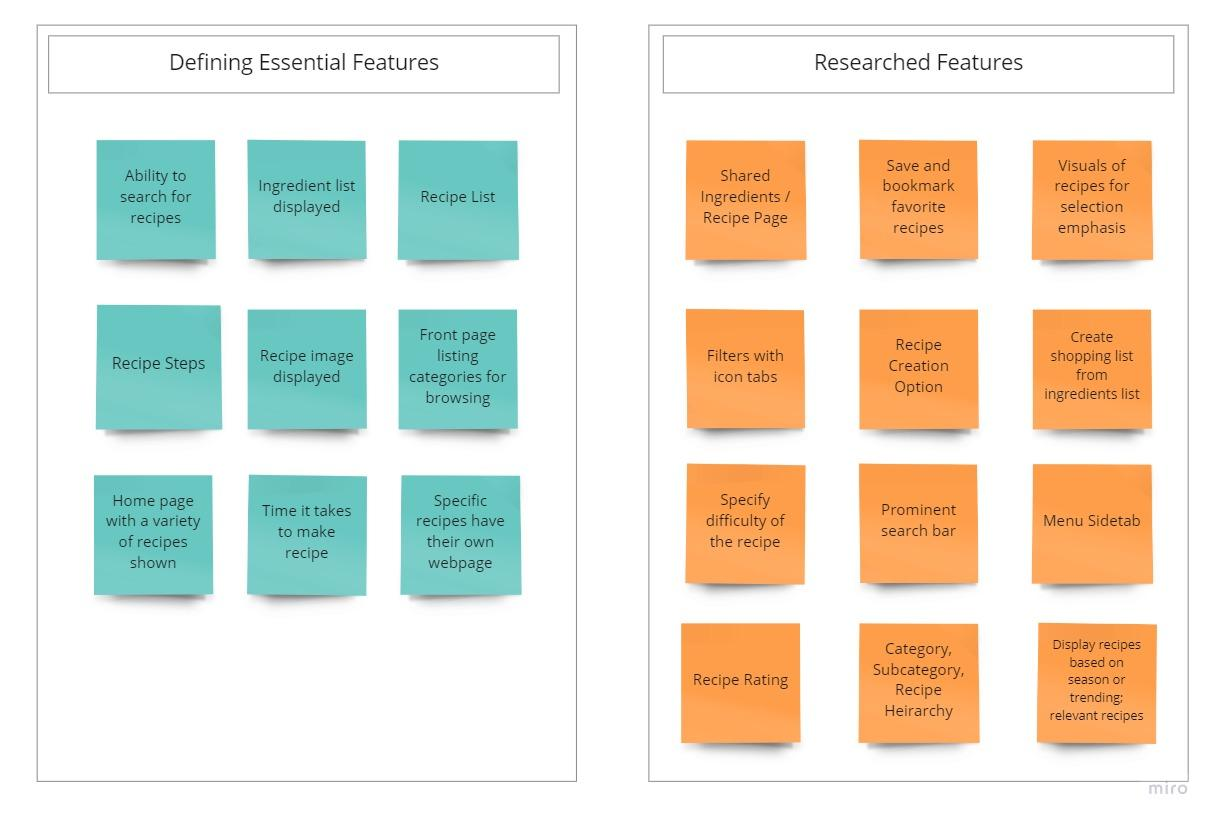 Defining Essential Features
Ability to
search for
recipes
Ingredient list
displayed
Recipe List
Recipe Steps
Recipe image
displayed
Front page
listing
categories for
browsing
Home page
with a variety
of recipes
shown
Time it takes
to make
recipe
Specific
recipes have
their own
webpage
Researched Features
Shared
Ingredients /
Recipe Page
Save and
bookmark
favorite
recipes
Visuals of
recipes for
selection
emphasis
Filters with
icon tabs
Recipe
Creation
Option
Create
shopping list
from
ingredients list
Specify
difficulty of
the recipe
Prominent
search bar
Menu Sidetab
Recipe Rating
Category,
Subcategory,
Recipe
Heirarchy
Display recipes
based on
season or
trending;
relevant recipes
miro